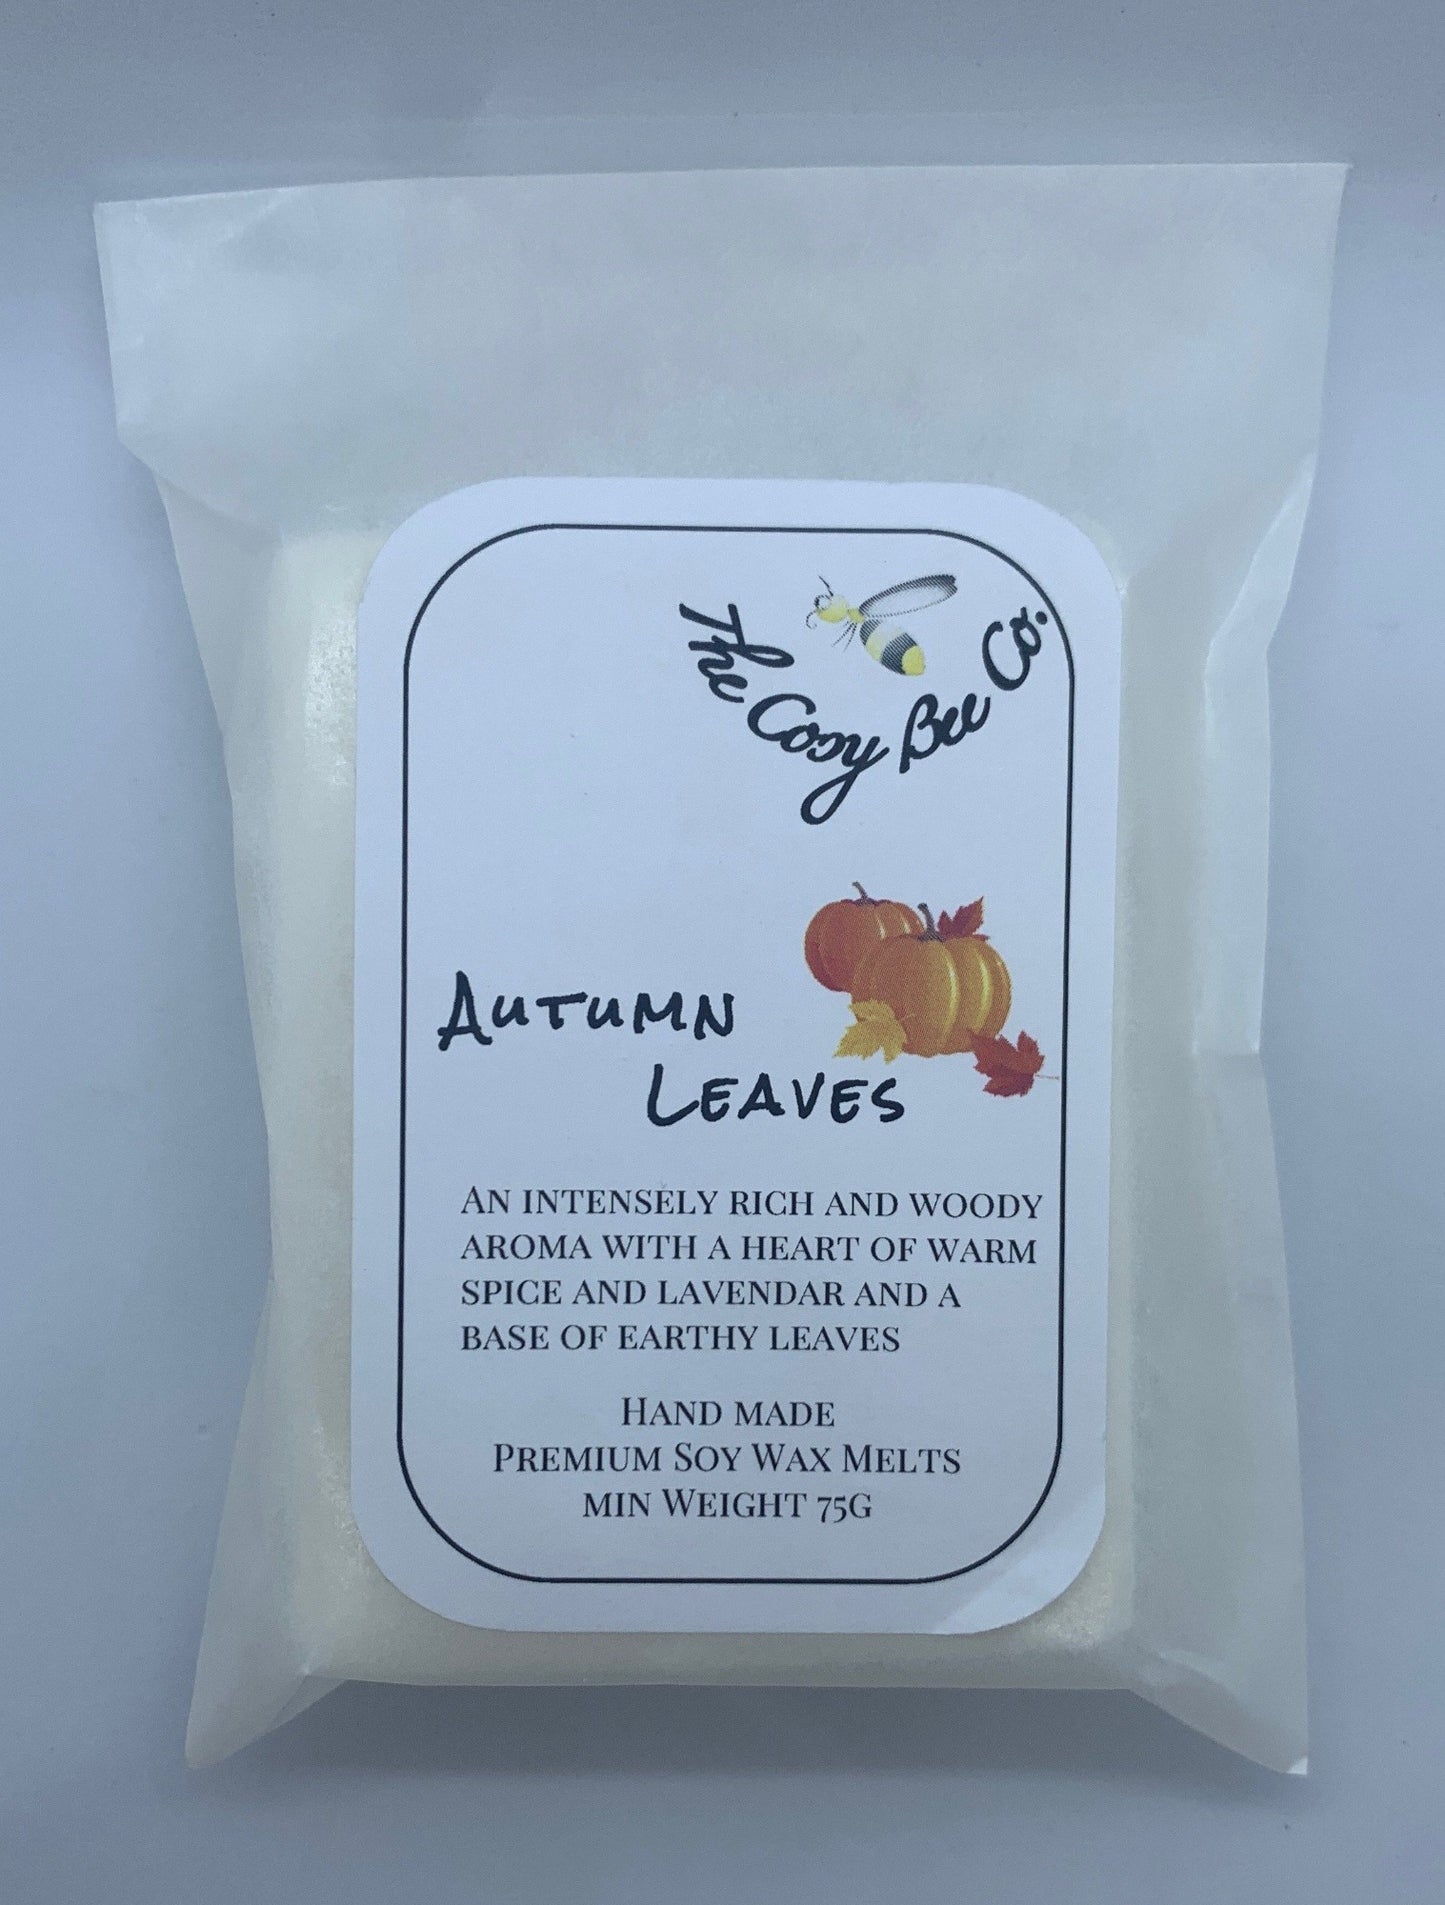 The Cosy Bee Co.
Autumn
Leaves
An intensely rich and woody
aroma with a heart of warm
spice and lavendar and a
base of earthy leaves
Hand made
Premium Soy Wax Melts
min Weight 75g